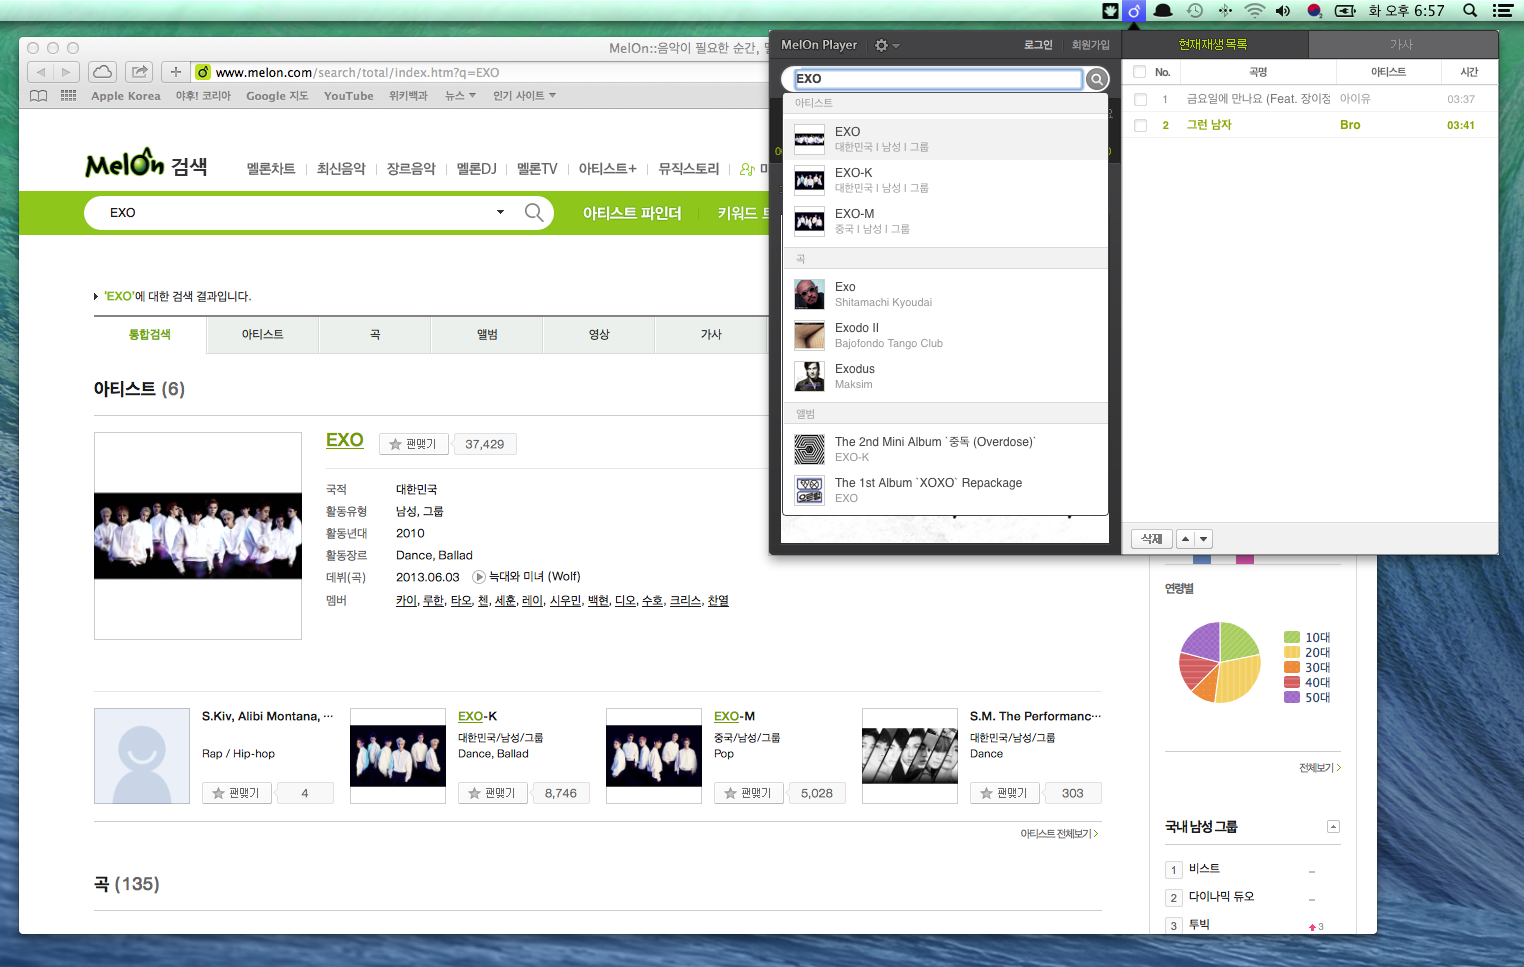 화 오후 6:57
MelOn::음악이 필요한 순간,
www.melon.com/search/total/index.htm?q=EXO
Apple Korea 야후! 코리아 Google 지도 YouTube 위키백과 뉴스 인기 사이트
MelOn 검색
멜론차트 최신음악 장르음악 멜론DJ 멜론TV 아티스트+ 뮤직스토리
EXO
아티스트 파인더 키워드
'EXO'에 대한 검색 결과입니다.
통합검색 아티스트 곡 앨범 영상 가사
아티스트 (6)
EXO 팬맺기 37,429
국적 대한민국
활동유형 남성, 그룹
활동년대 2010
활동장르 Dance, Ballad
데뷔(곡) 2013.06.03 늑대와 미녀 (Wolf)
멤버 카이, 루한, 타오, 첸, 세훈, 레이, 시우민, 백현, 디오, 수호, 크리스, 찬열
S.Kiv, Alibi Montana, ···
Rap / Hip-hop
팬맺기 4
EXO-K
대한민국/남성/그룹
Dance, Ballad
팬맺기 8,746
EXO-M
중국/남성/그룹
Pop
팬맺기 5,028
S.M. The Performanc···
대한민국/남성/그룹
Dance
팬맺기 303
아티스트 전체보기
곡 (135)
MelOn Player 로그인 회원가입
EXO
아티스트
EXO
대한민국 | 남성 | 그룹
EXO-K
대한민국 | 남성 | 그룹
EXO-M
중국 | 남성 | 그룹
곡
Exo
Shitamachi Kyoudai
Exodo II
Bajofondo Tango Club
Exodus
Maksim
앨범
The 2nd Mini Album `중독 (Overdose)`
EXO-K
The 1st Album `XOXO` Repackage
EXO
현재재생목록 가사
No. 곡명 아티스트 시간
1 금요일에 만나요 (Feat. 장이정 아이유 03:37
2 그런 남자 Bro 03:41
삭제
연령별
10대
20대
30대
40대
50대
전체보기
국내 남성 그룹
1 비스트 –
2 다이나믹 듀오 –
3 투빅 3